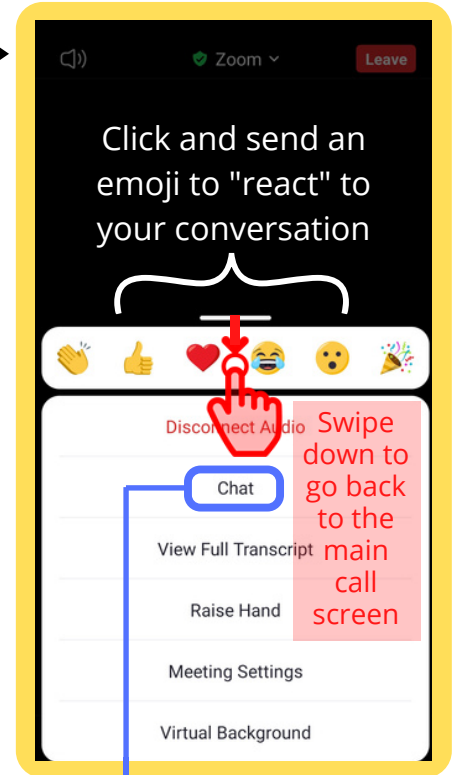 Zoom
Leave
Click and send an
emoji to "react" to
your conversation
Disconnect Audio
Swipe
down to
go back
to the
main
call
screen
Chat
View Full Transcript
Raise Hand
Meeting Settings
Virtual Background